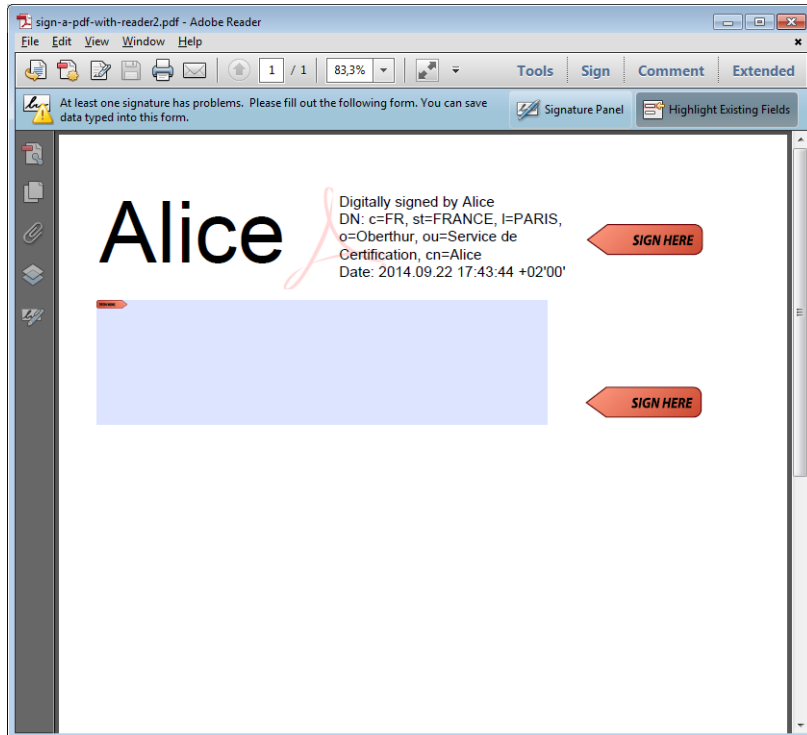 sign-a-pdf-with-reader2.pdf - Adobe Reader
File Edit View Window Help
1 / 1 83,3% Tools Sign Comment Extended
At least one signature has problems. Please fill out the following form. You can save
data typed into this form.
Signature Panel Highlight Existing Fields
Alice
Digitally signed by Alice
DN: c=FR, st=FRANCE, l=PARIS,
o=Oberthur, ou=Service de
Certification, cn=Alice
Date: 2014.09.22 17:43:44 +02'00'
SIGN HERE
SIGN HERE
SIGN HERE